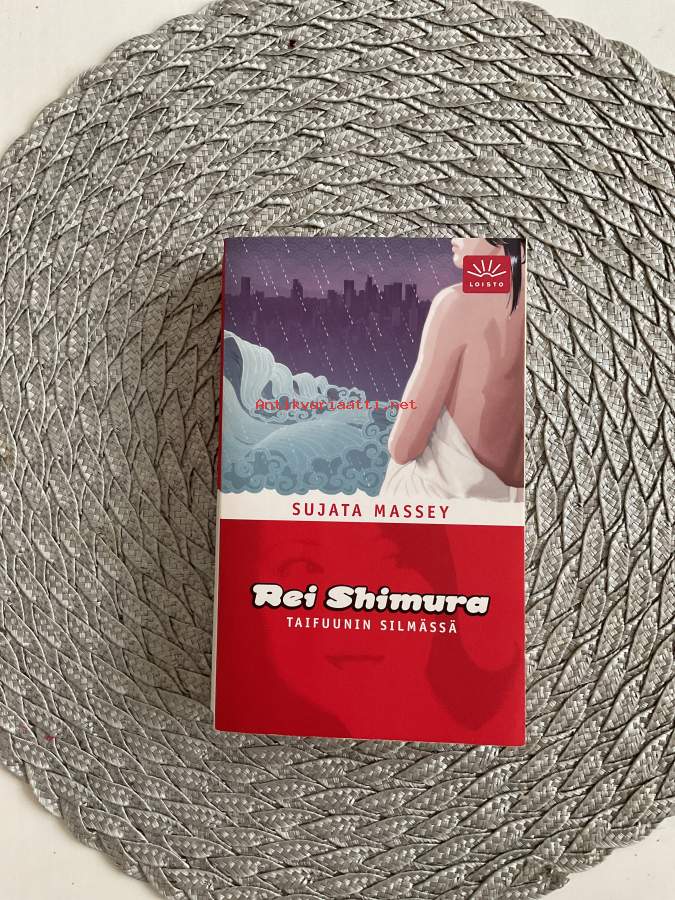 LOISTO
Antikvariaatti.net
SUJATA MASSEY
Rei Shimura
TAIFUUNIN SILMÄSSÄ